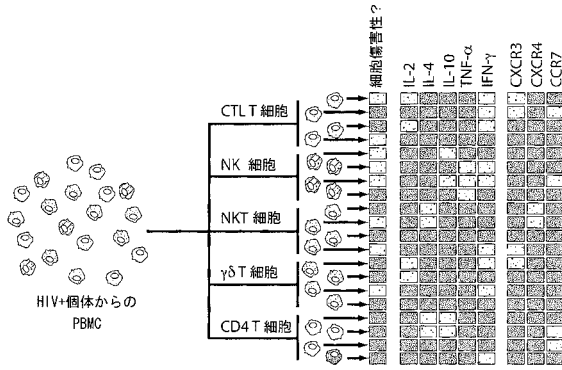 細胞傷害性?
IL-2
IL-4
IL-10
TNF-α
IFN-γ
CXCR3
CXCR4
CCR7
CTL T 細胞
NK 細胞
NKT 細胞
γδ T 細胞
CD4 T 細胞
HIV+個体からの
PBMC